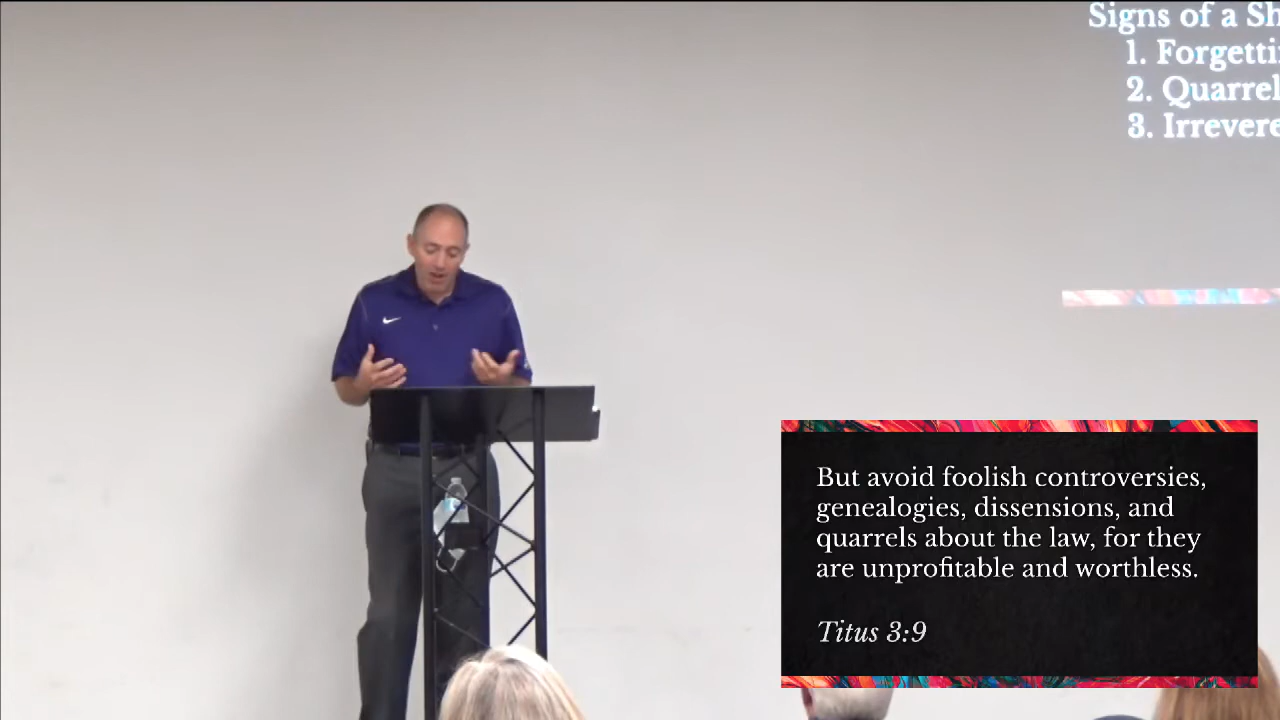 Signs of a
1.
2.
3.
But avoid foolish controversies,
genealogies, dissensions, and
quarrels about the law, for they
are unprofitable and worthless.
Titus 3:9